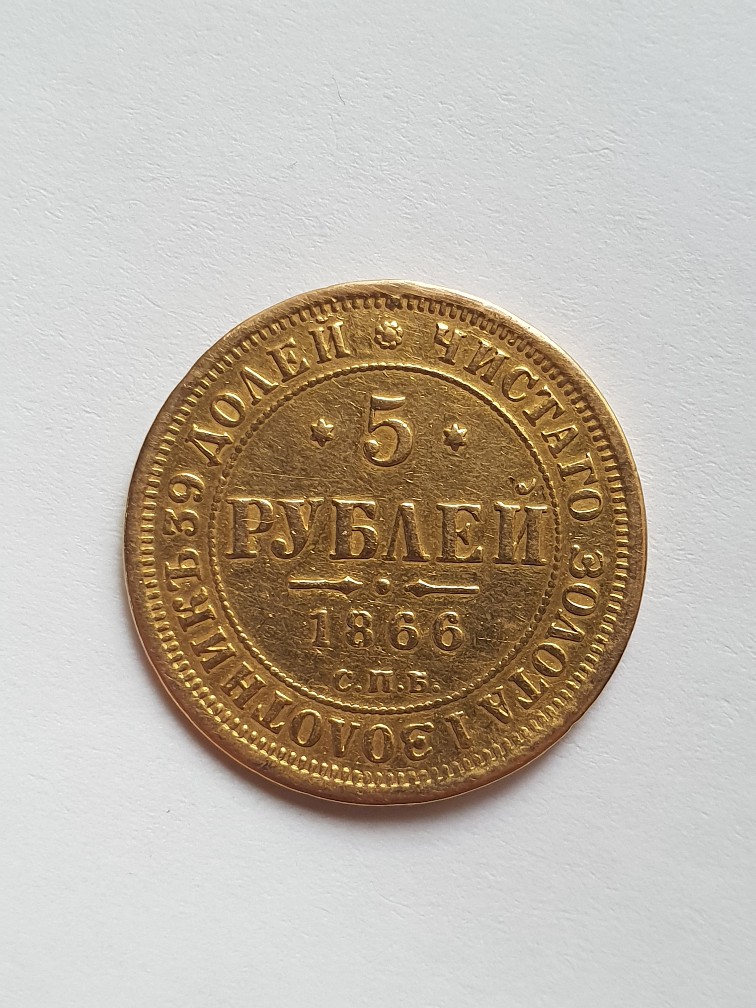 ЧИСТАГО ЗОЛОТА 1 ЗОЛОТНИКЪ 39 ДОЛЕЙ
5
РУБЛЕЙ
1866
С.П.Б.